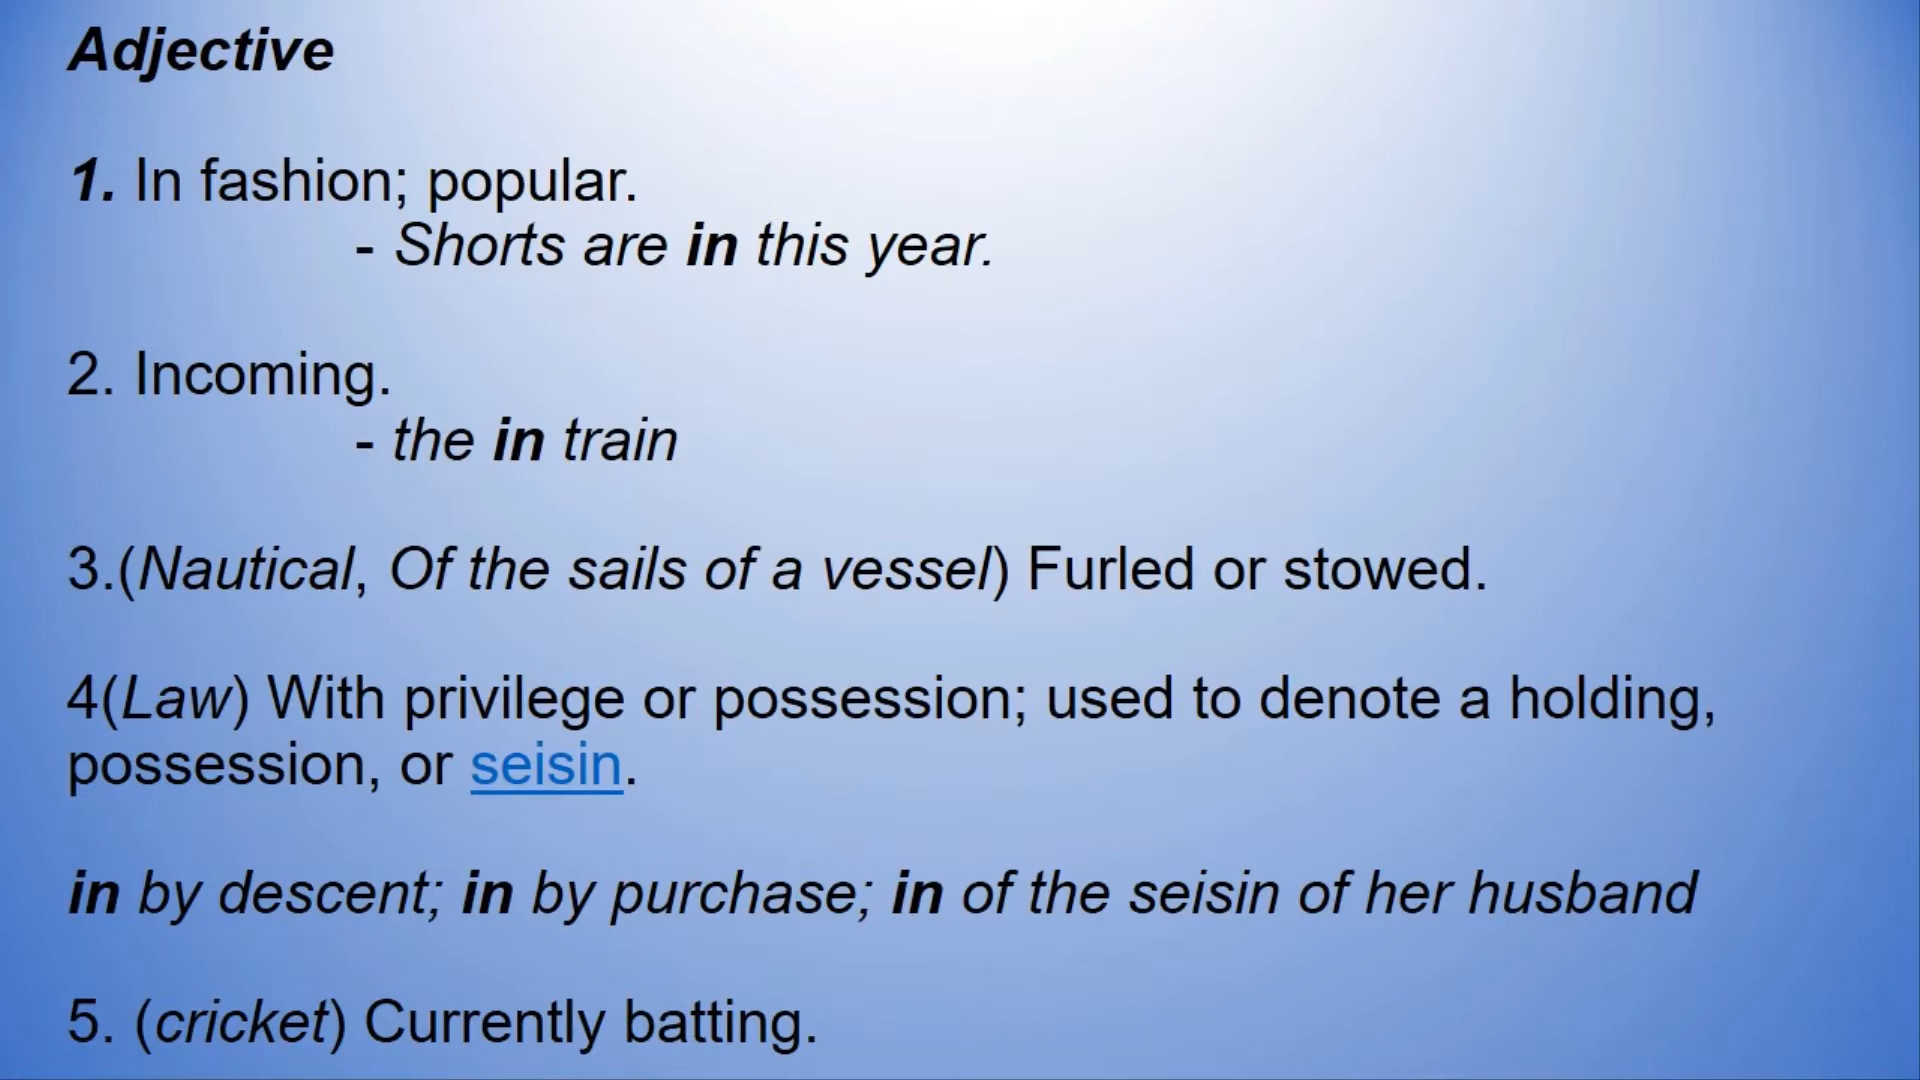 Adjective
1. In fashion; popular.
- Shorts are in this year.
2. Incoming.
- the in train
3.(Nautical, Of the sails of a vessel) Furled or stowed.
4(Law) With privilege or possession; used to denote a holding,
possession, or seisin.
in by descent; in by purchase; in of the seisin of her husband
5. (cricket) Currently batting.